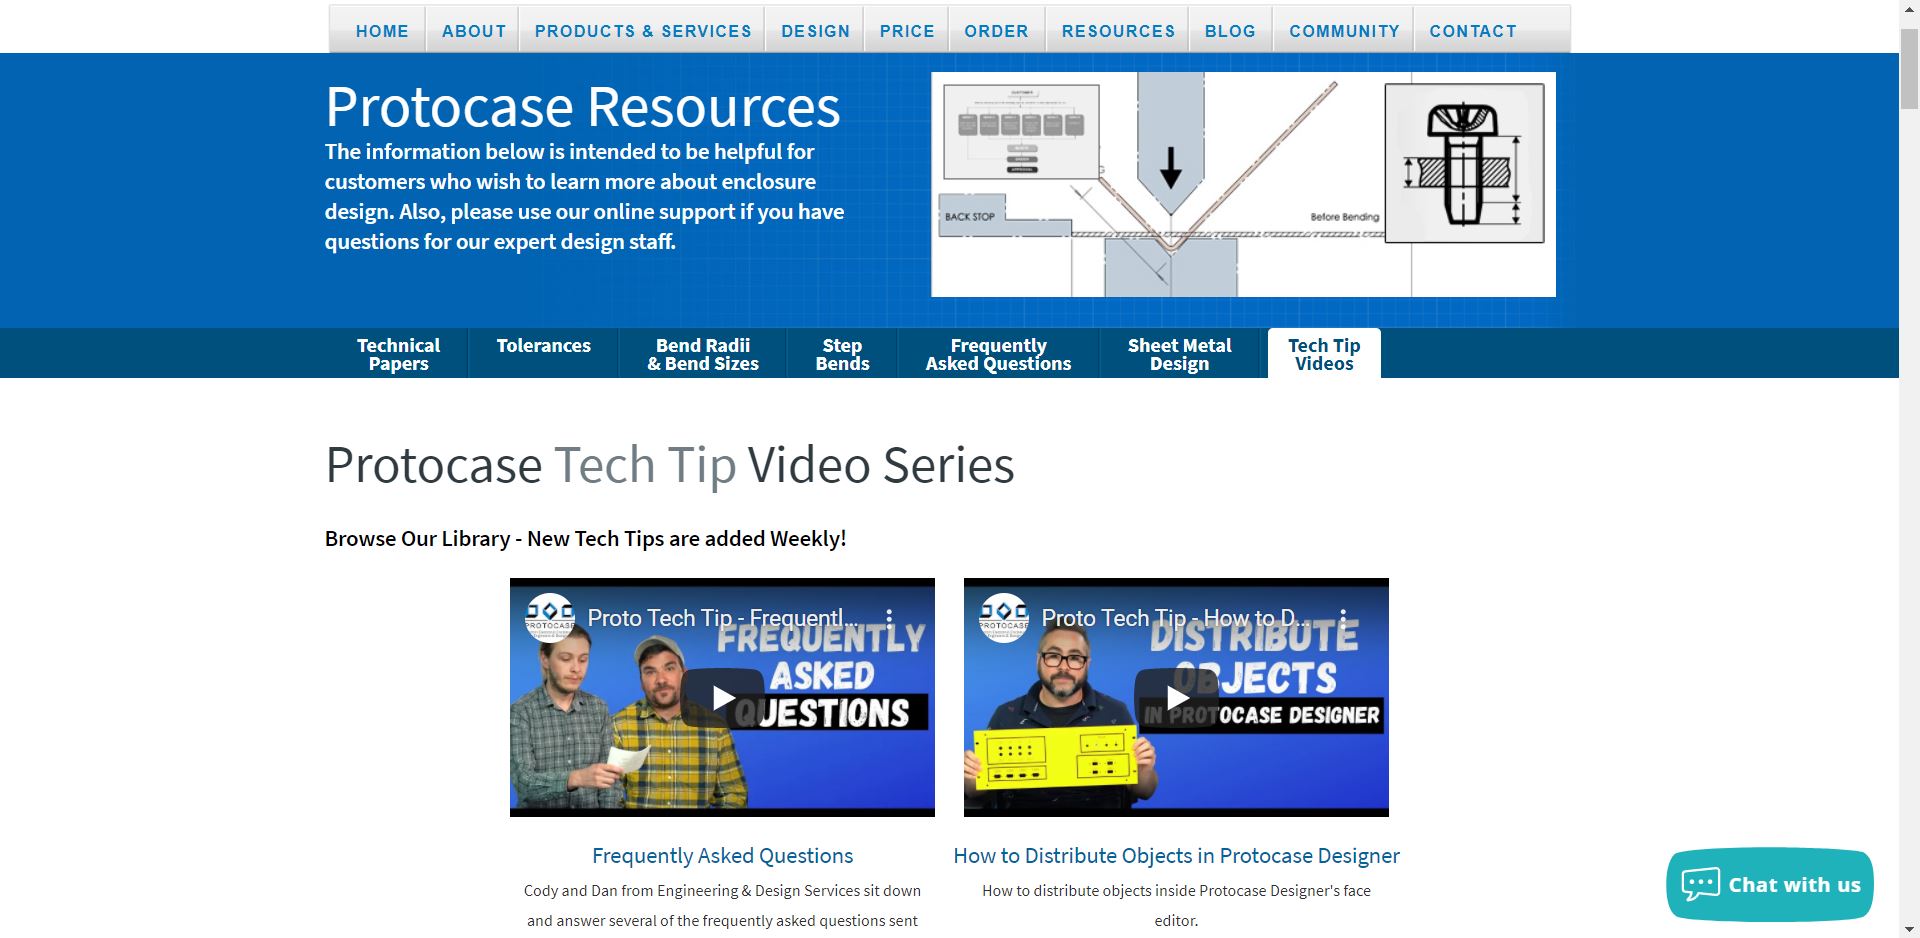 HOME ABOUT PRODUCTS & SERVICES DESIGN PRICE ORDER RESOURCES BLOG COMMUNITY CONTACT
Protocase Resources
The information below is intended to be helpful for
customers who wish to learn more about enclosure
design. Also, please use our online support if you have
questions for our expert design staff.
CUSTOMER
BACK STOP
Before Bending
Technical
Papers
Tolerances
Bend Radii
& Bend Sizes
Step
Bends
Frequently
Asked Questions
Sheet Metal
Design
Tech Tip
Videos
Protocase Tech Tip Video Series
Browse Our Library - New Tech Tips are added Weekly!
PROTOCASE
Proto Tech Tip - Frequentl...
FREQUENTLY
ASKED
QUESTIONS
PROTOCASE
Proto Tech Tip - How to D...
DISTRIBUTE
OBJECTS
IN PROTOCASE DESIGNER
Frequently Asked Questions
Cody and Dan from Engineering & Design Services sit down
and answer several of the frequently asked questions sent
How to Distribute Objects in Protocase Designer
How to distribute objects inside Protocase Designer's face
editor.
Chat with us